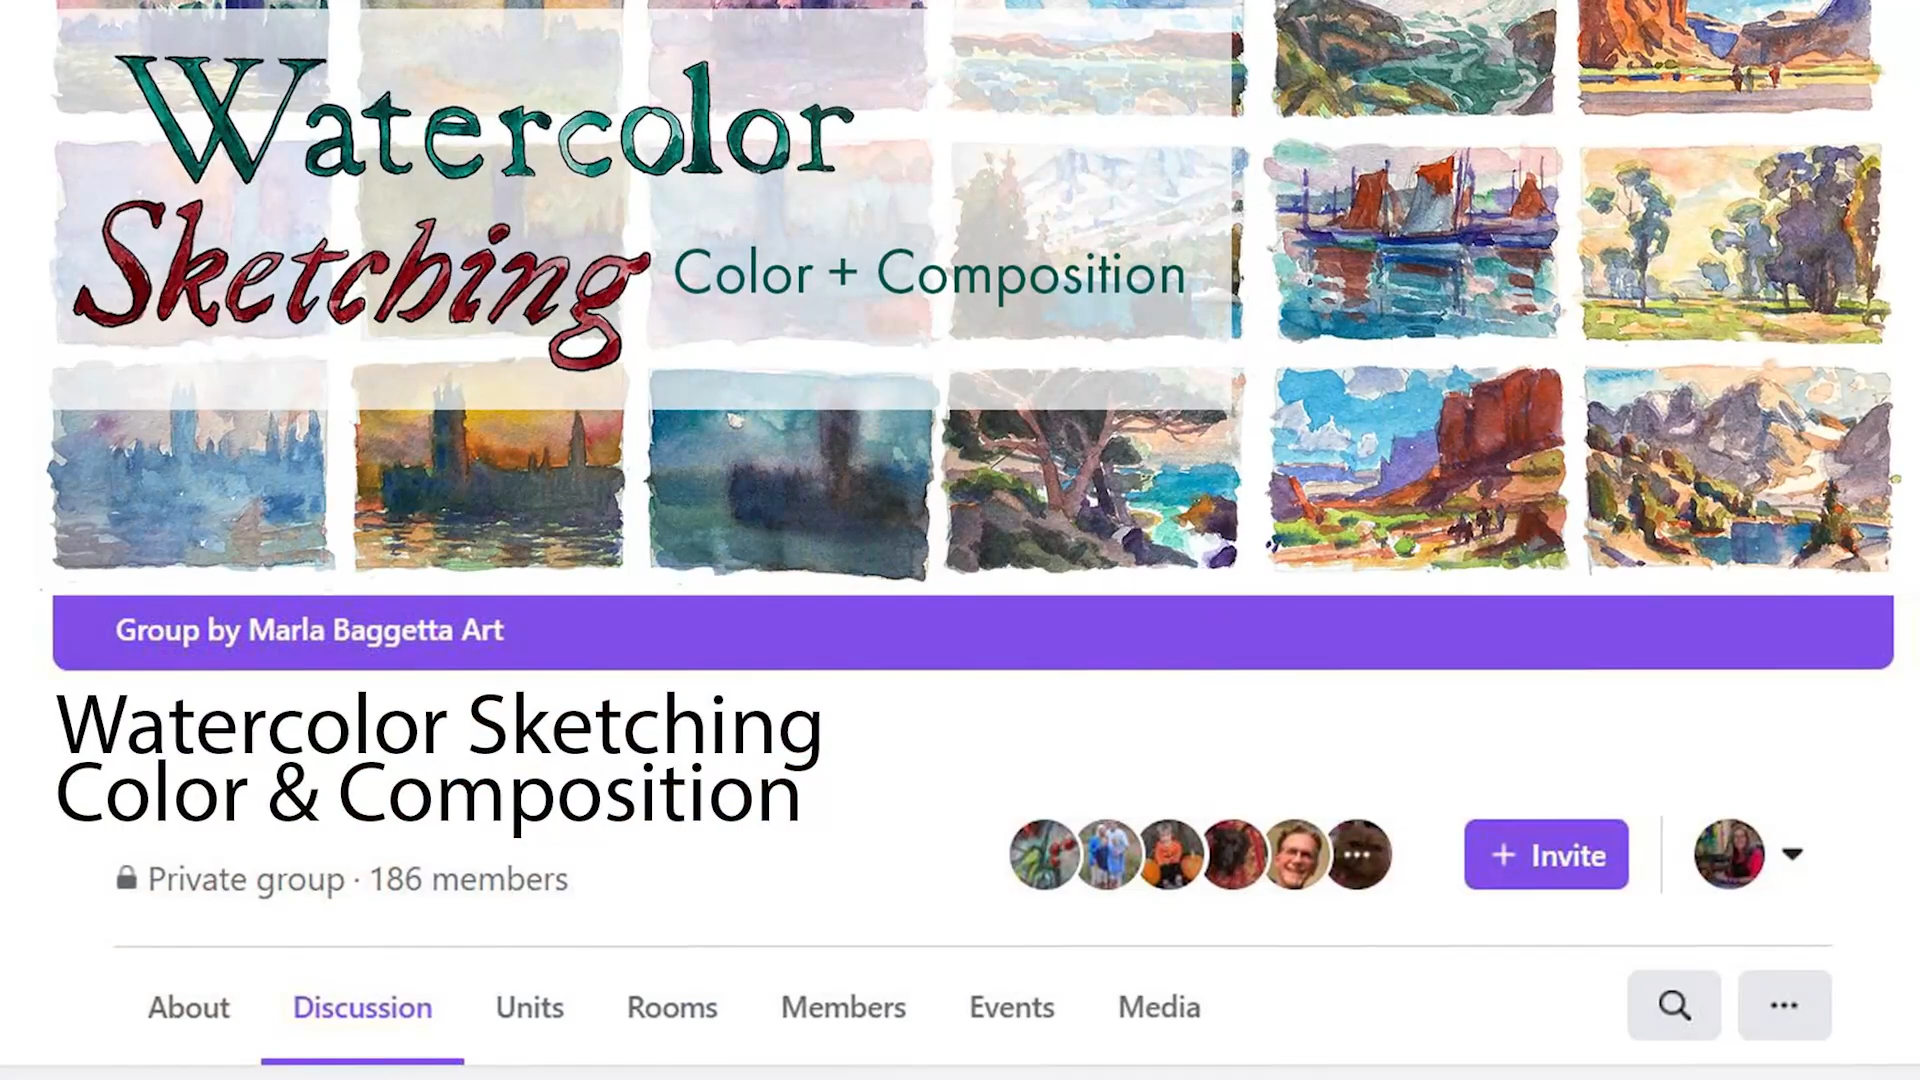 Watercolor
Sketching Color + Composition
Group by Marla Baggetta Art
Watercolor Sketching
Color & Composition
Private group · 186 members
+ Invite
About Discussion Units Rooms Members Events Media